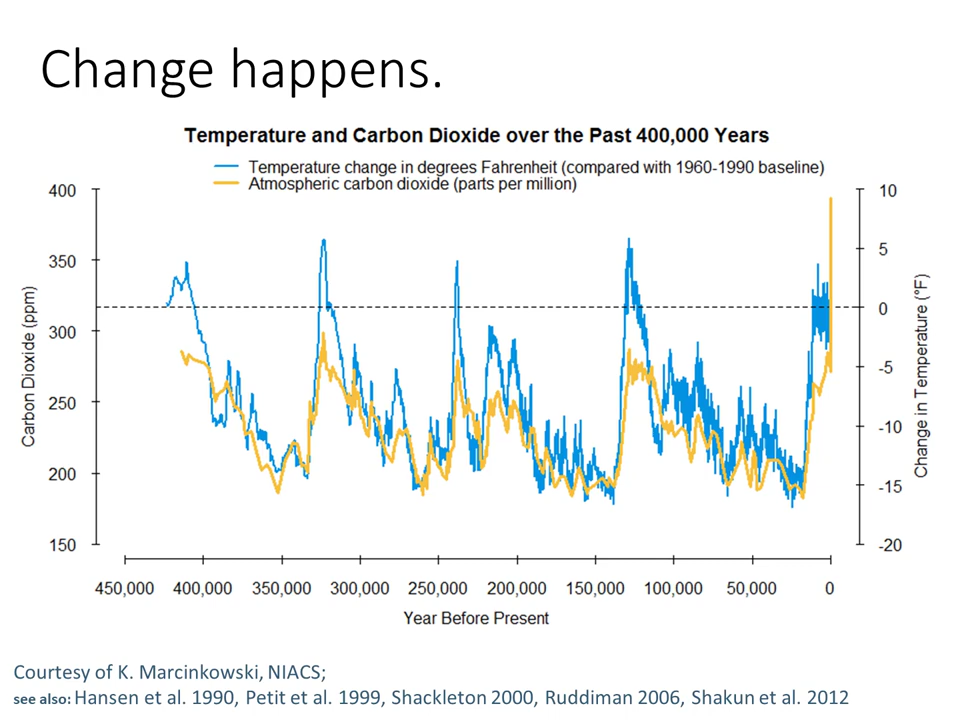 Change happens.
Temperature and Carbon Dioxide over the Past 400,000 Years
Temperature change in degrees Fahrenheit (compared with 1960-1990 baseline)
Atmospheric carbon dioxide (parts per million)
400
350
300
250
200
150
Carbon Dioxide (ppm)
10
5
0
-5
-10
-15
-20
Change in Temperature (°F)
450,000 400,000 350,000 300,000 250,000 200,000 150,000 100,000 50,000 0
Year Before Present
Courtesy of K. Marcinkowski, NIACS;
see also: Hansen et al. 1990, Petit et al. 1999, Shackleton 2000, Ruddiman 2006, Shakun et al. 2012